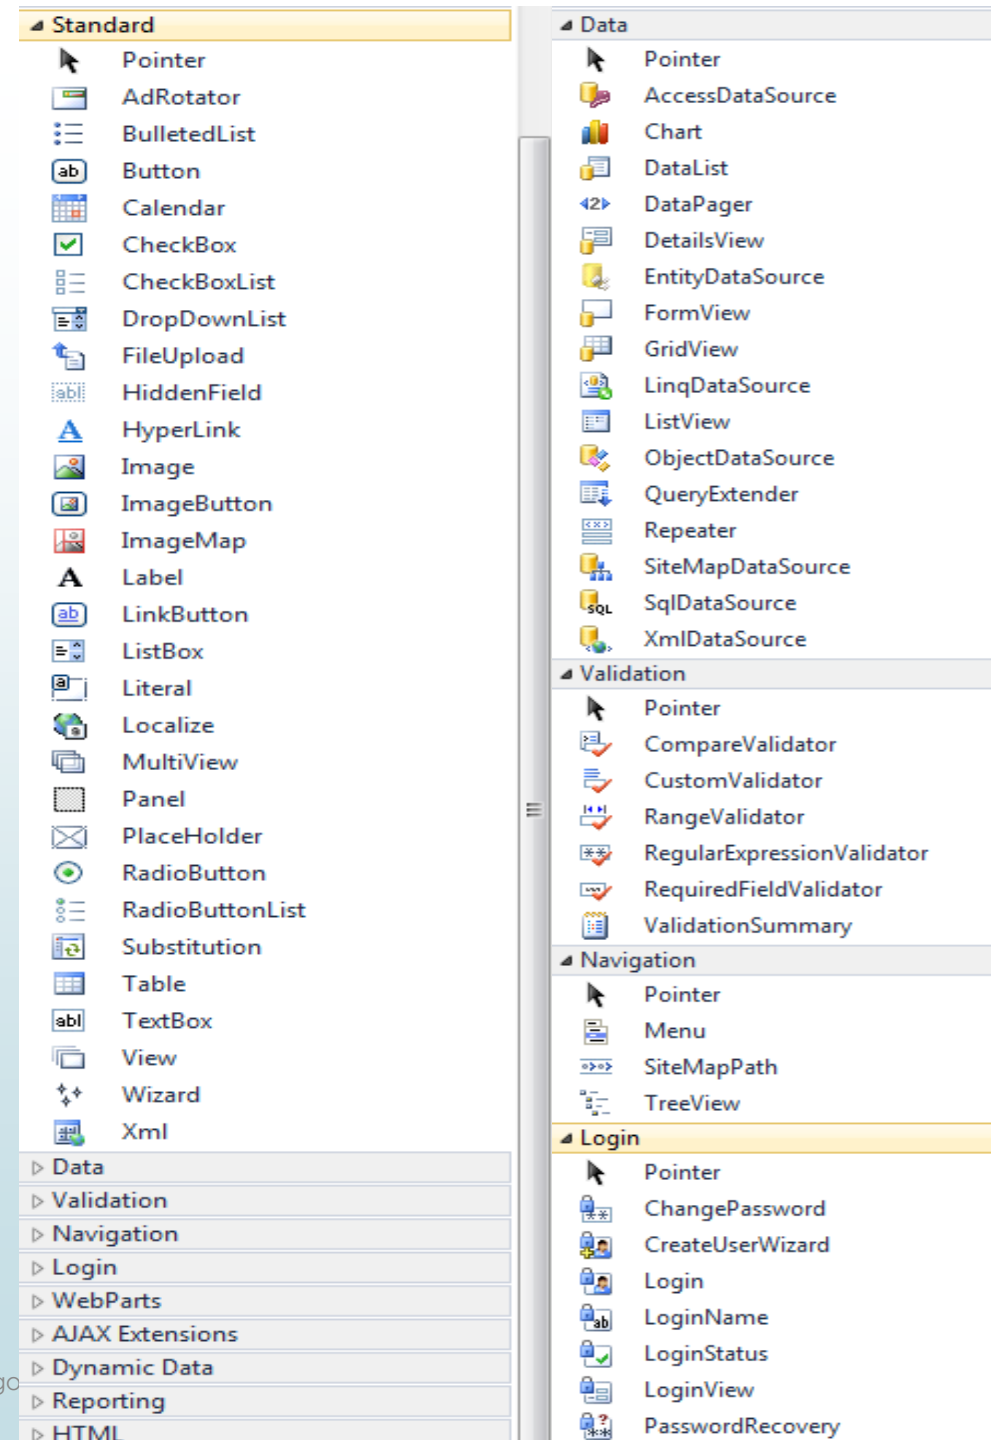 Standard
Pointer
AdRotator
BulletedList
Button
Calendar
CheckBox
CheckBoxList
DropDownList
FileUpload
HiddenField
HyperLink
Image
ImageButton
ImageMap
Label
LinkButton
ListBox
Literal
Localize
MultiView
Panel
PlaceHolder
RadioButton
RadioButtonList
Substitution
Table
TextBox
View
Wizard
Xml
Data
Validation
Navigation
Login
WebParts
AJAX Extensions
Dynamic Data
Reporting
HTML
Data
Pointer
AccessDataSource
Chart
DataList
DataPager
DetailsView
EntityDataSource
FormView
GridView
LinqDataSource
ListView
ObjectDataSource
QueryExtender
Repeater
SiteMapDataSource
SqlDataSource
XmlDataSource
Validation
Pointer
CompareValidator
CustomValidator
RangeValidator
RegularExpressionValidator
RequiredFieldValidator
ValidationSummary
Navigation
Pointer
Menu
SiteMapPath
TreeView
Login
Pointer
ChangePassword
CreateUserWizard
Login
LoginName
LoginStatus
LoginView
PasswordRecovery